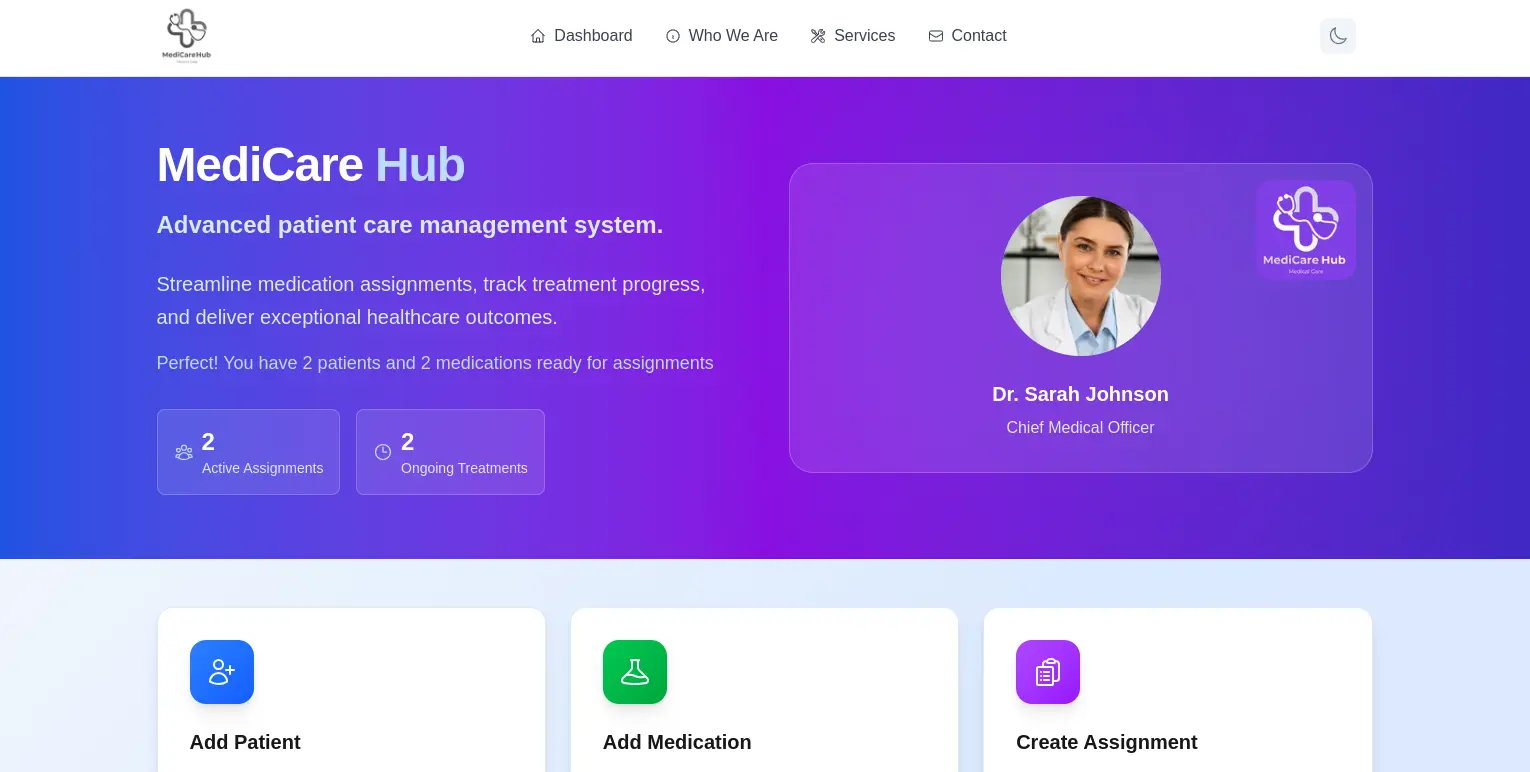 MediCareHub
Dashboard
Who We Are
Services
Contact
MediCare Hub
Advanced patient care management system.
Streamline medication assignments, track treatment progress,
and deliver exceptional healthcare outcomes.
Perfect! You have 2 patients and 2 medications ready for assignments
2
Active Assignments
2
Ongoing Treatments
MediCare Hub
Medical Care
Dr. Sarah Johnson
Chief Medical Officer
Add Patient
Add Medication
Create Assignment